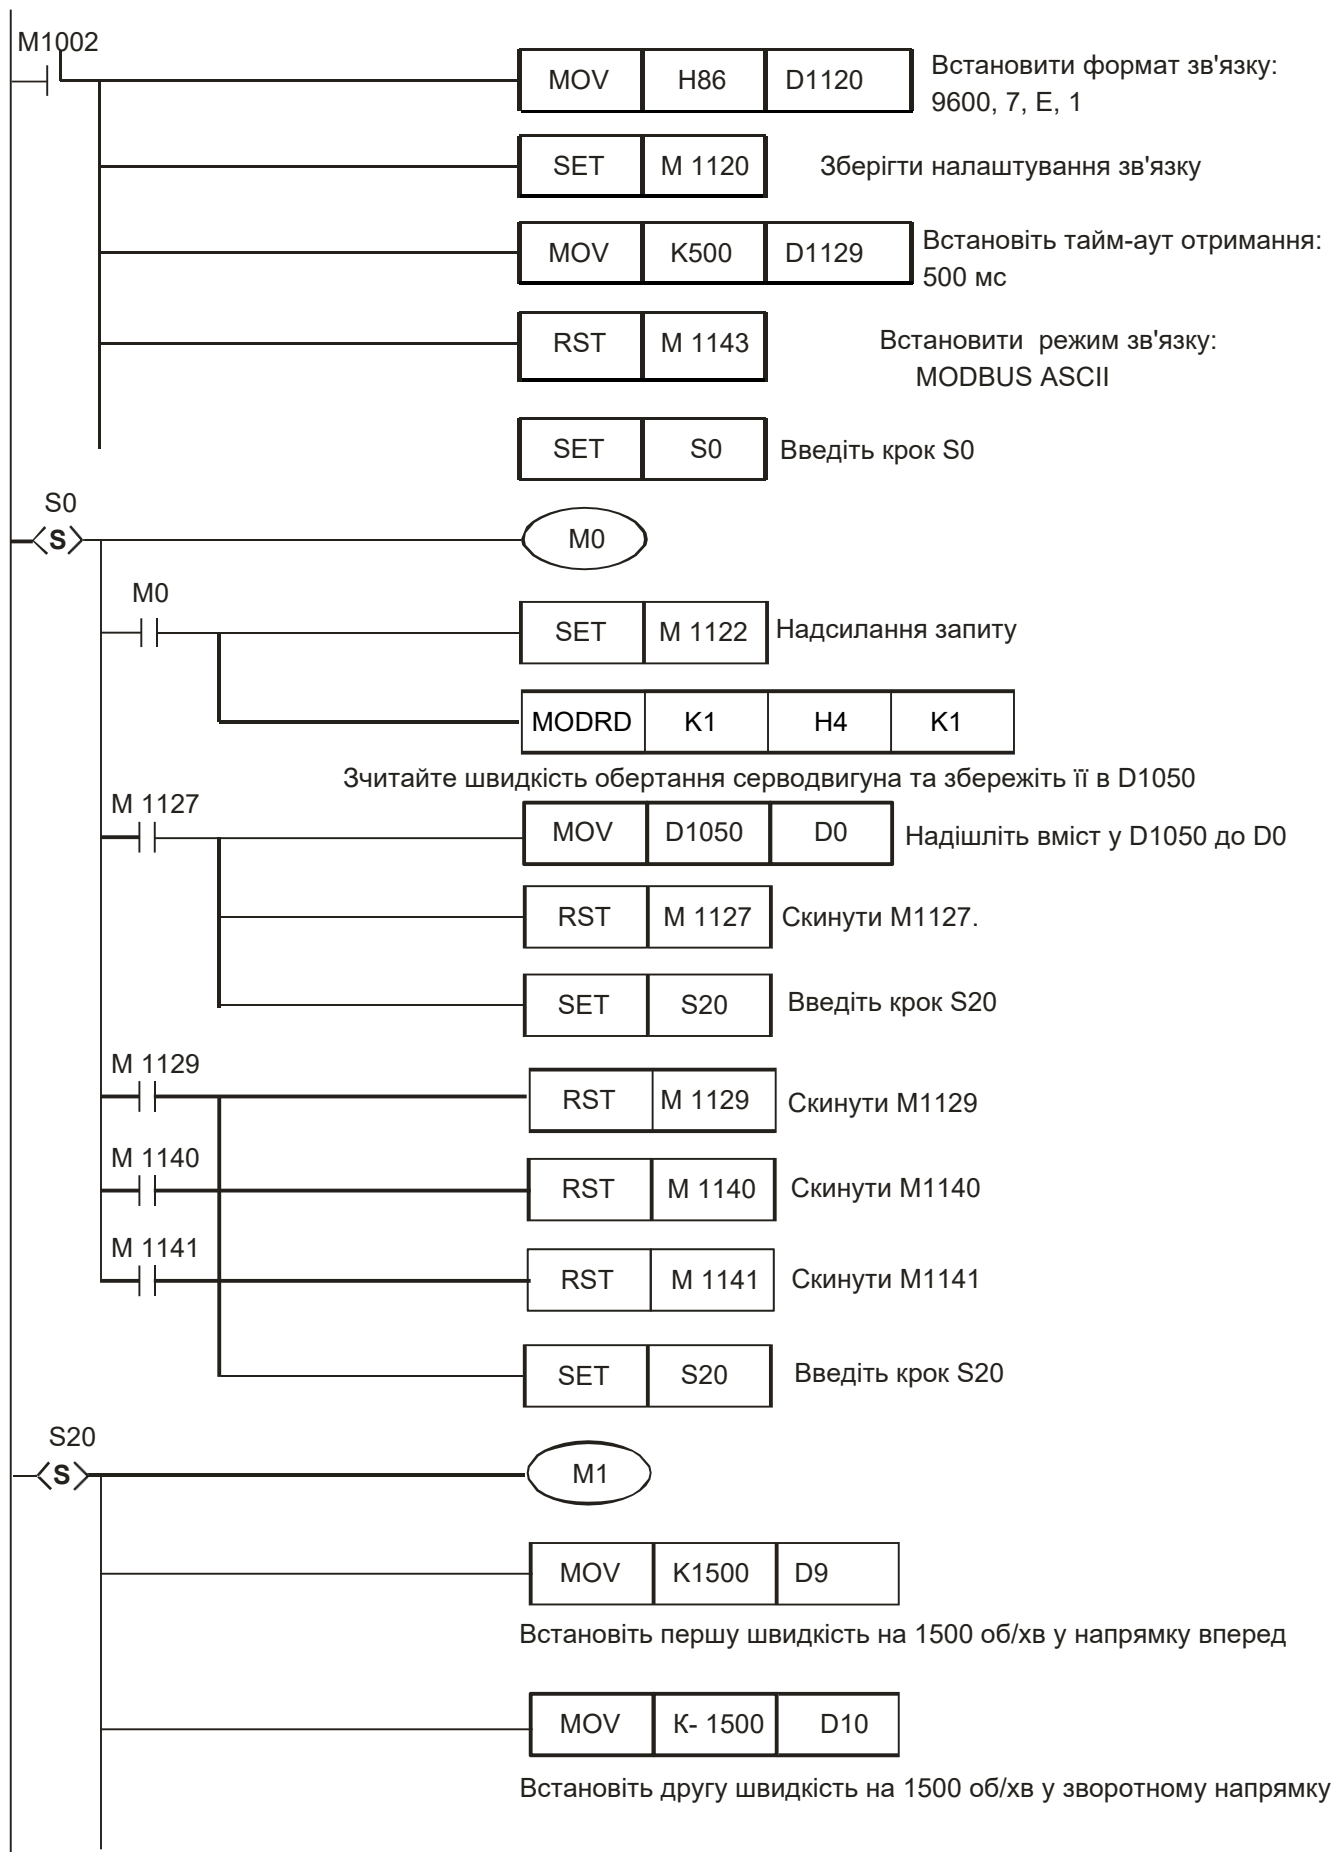 M1002
MOV H86 D1120
Встановити формат зв'язку:
9600, 7, E, 1
SET M 1120 Зберігти налаштування зв'язку
MOV K500 D1129
Встановіть тайм-аут отримання:
500 мс
RST M 1143
Встановити режим зв'язку:
MODBUS ASCII
SET S0 Введіть крок S0
S0
S M0
M0
SET M 1122 Надсилання запиту
MODRD K1 H4 K1
Зчитайте швидкість обертання серводвигуна та збережіть її в D1050
M 1127
MOV D1050 D0 Надішліть вміст у D1050 до D0
RST M 1127 Скинути M1127.
SET S20 Введіть крок S20
M 1129
RST M 1129 Скинути M1129
M 1140
RST M 1140 Скинути M1140
M 1141
RST M 1141 Скинути M1141
SET S20 Введіть крок S20
S20
S M1
MOV K1500 D9
Встановіть першу швидкість на 1500 об/хв у напрямку вперед
MOV К- 1500 D10
Встановіть другу швидкість на 1500 об/хв у зворотному напрямку